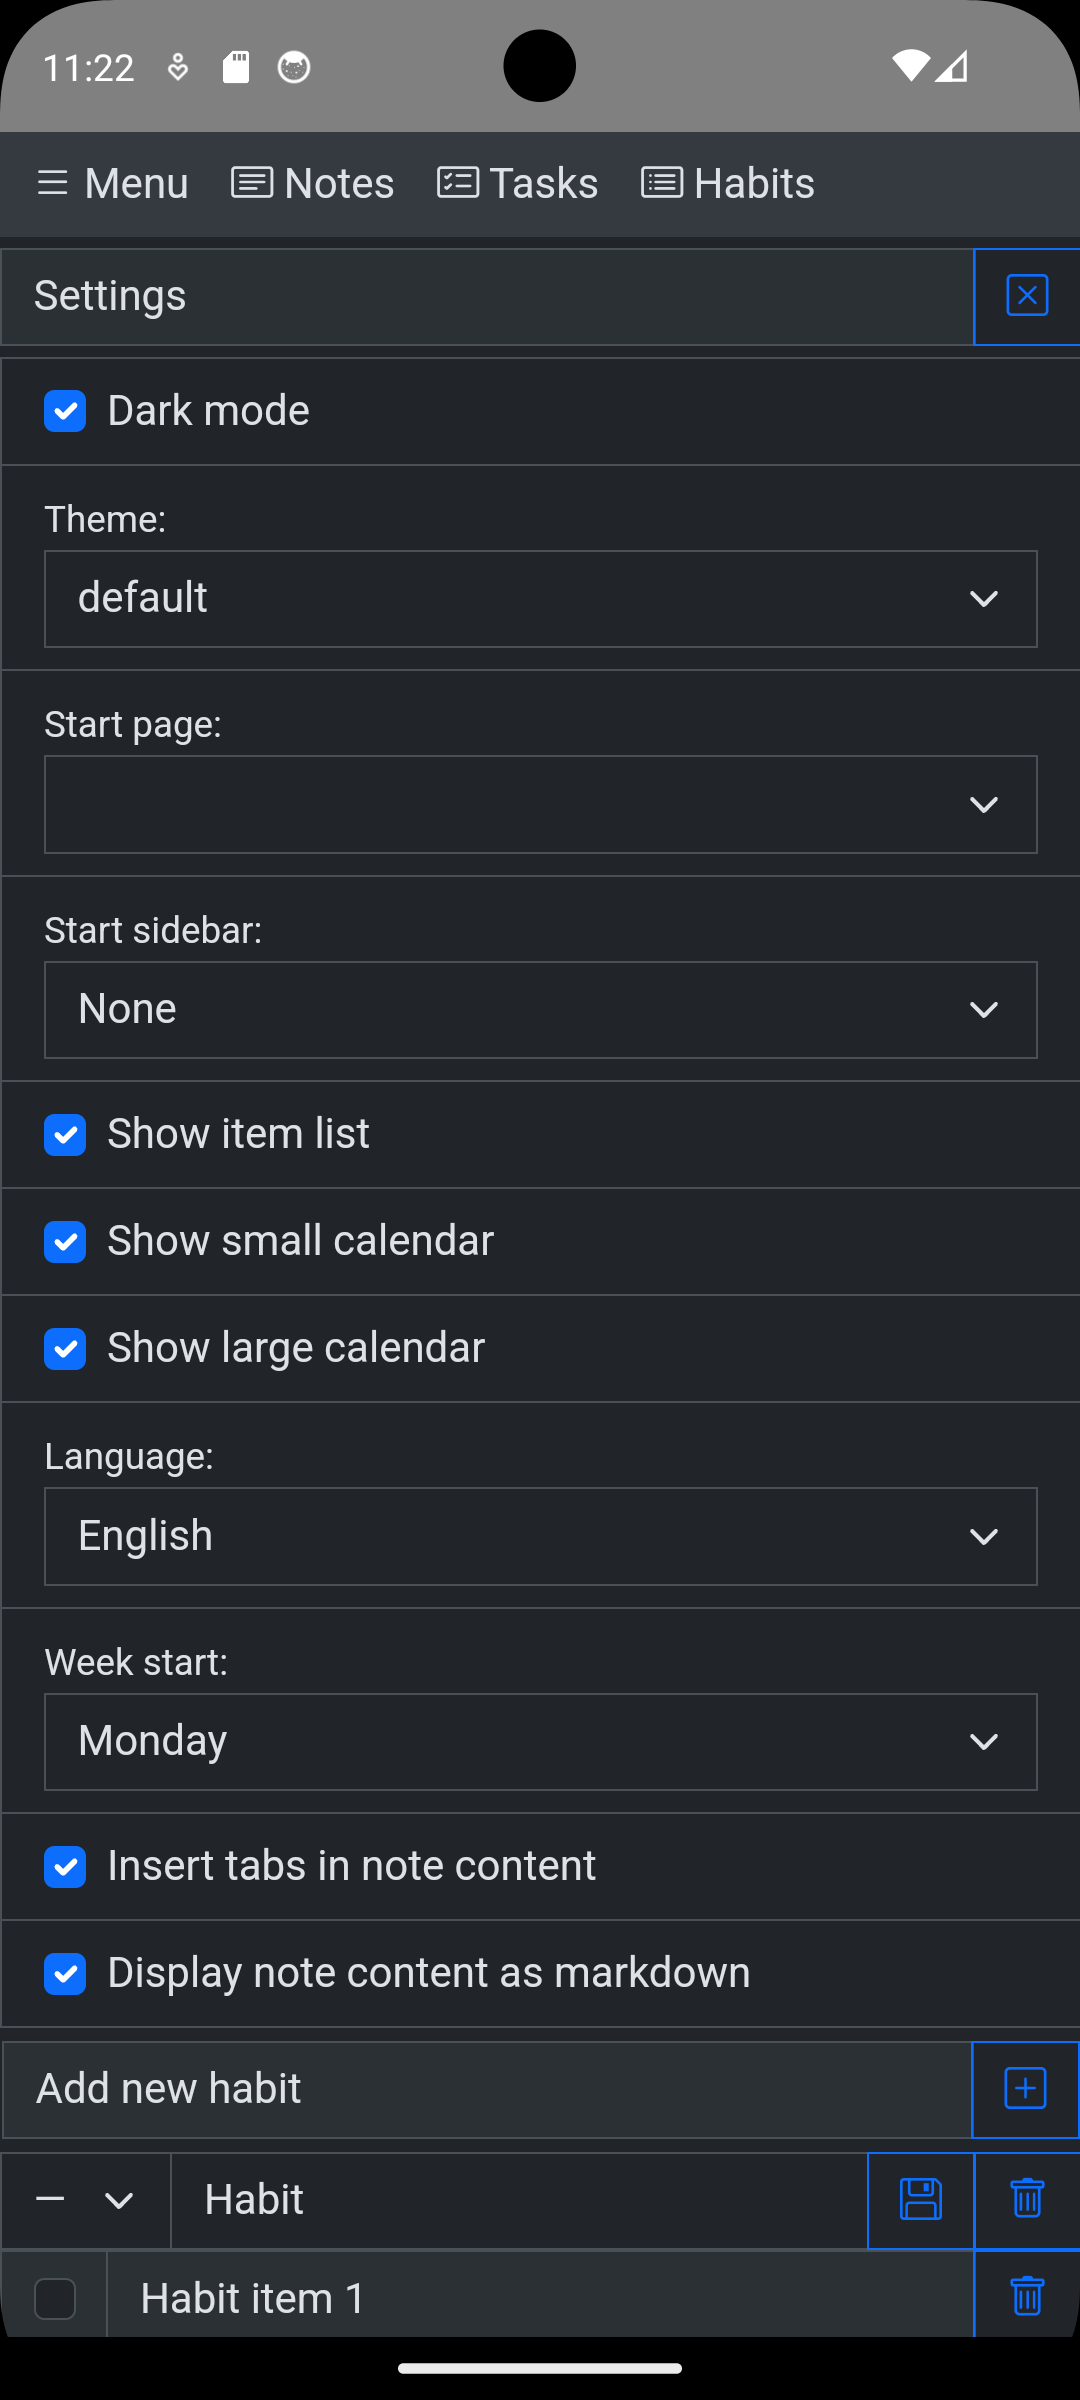 11:22
Menu Notes Tasks Habits
Settings
Dark mode
Theme:
default
Start page:
Start sidebar:
None
Show item list
Show small calendar
Show large calendar
Language:
English
Week start:
Monday
Insert tabs in note content
Display note content as markdown
Add new habit
Habit
Habit item 1